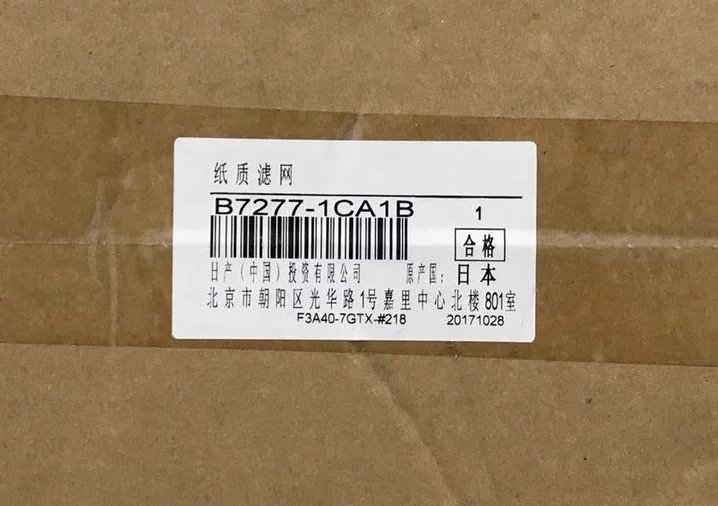 纸质滤网
B7277-1CA1B 1
合格
日产（中国）投资有限公司 原产国: 日本
北京市朝阳区光华路1号嘉里中心北楼801室
F3A40-7GTX-#218 20171028